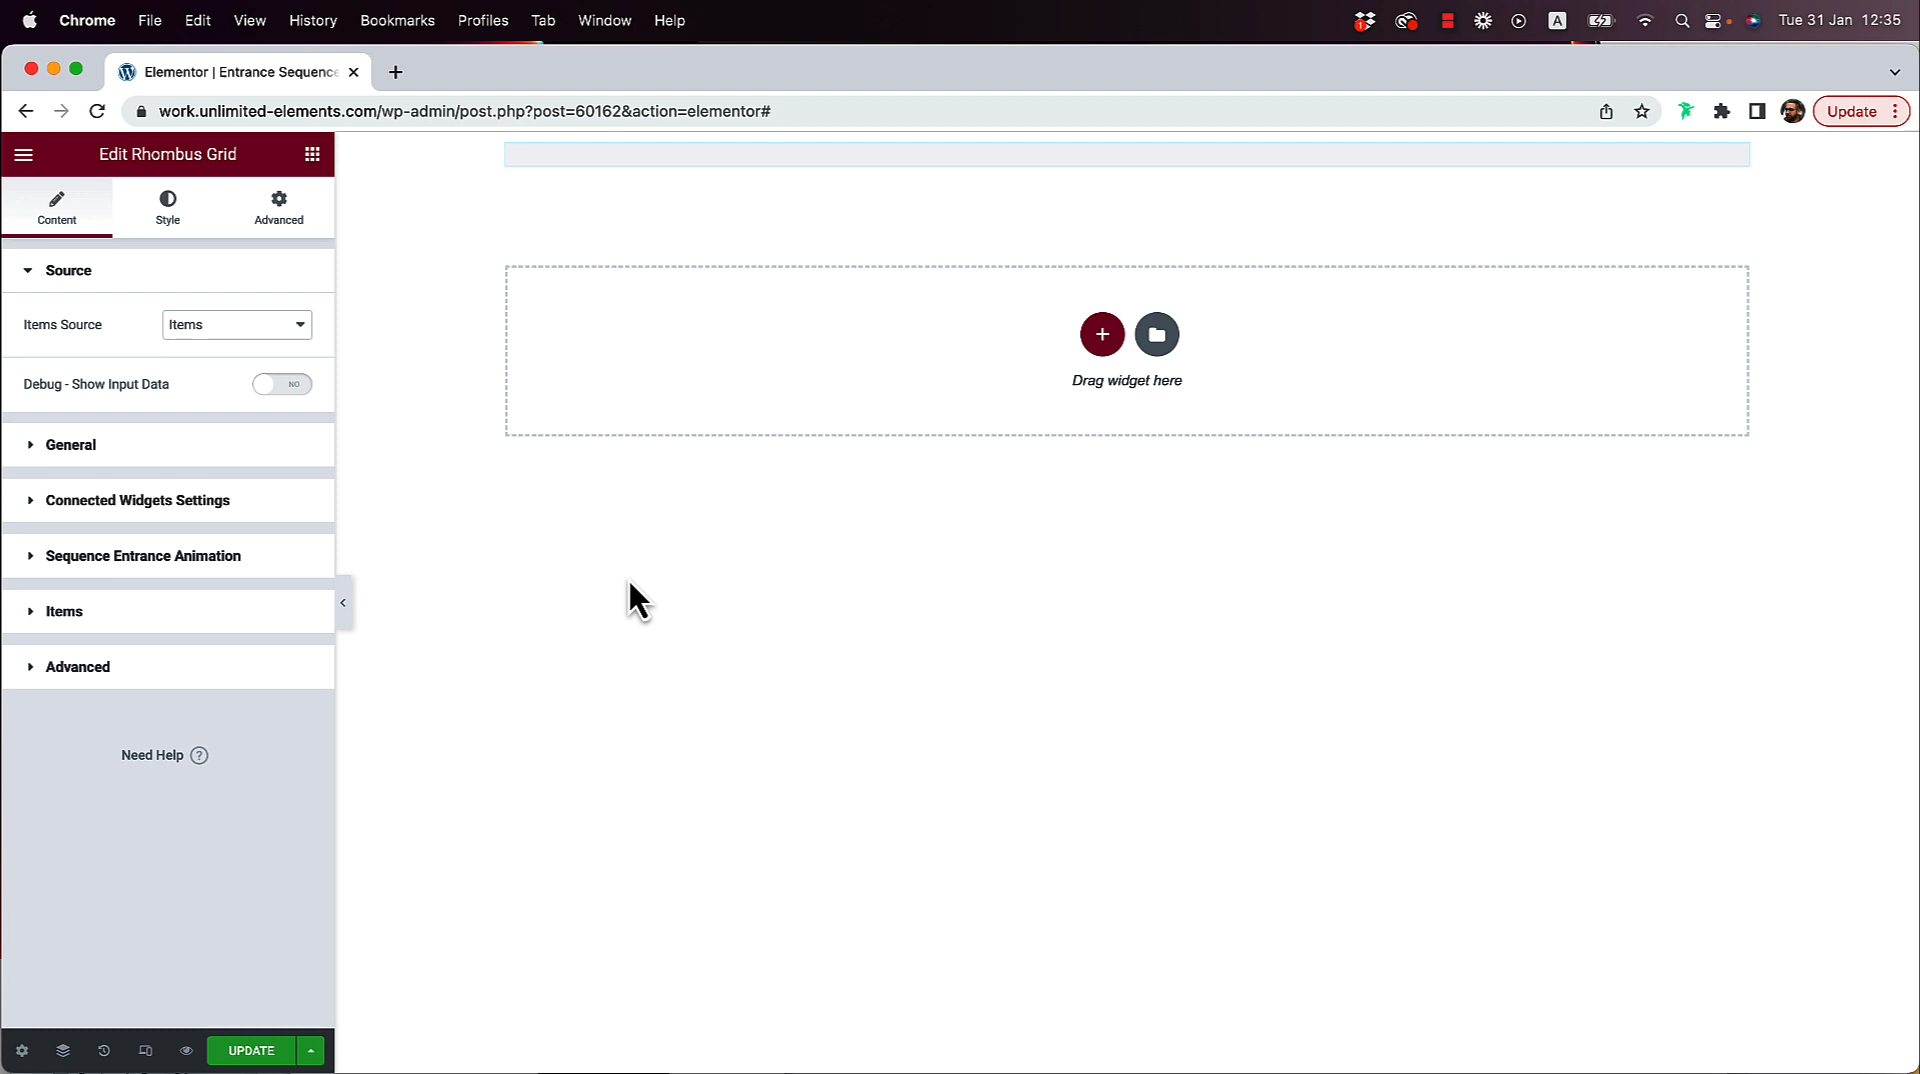 Chrome File Edit View History Bookmarks Profiles Tab Window Help A Tue 31 Jan 12:35
Elementor | Entrance Sequence
work.unlimited-elements.com/wp-admin/post.php?post=60162&action=elementor# Update
Edit Rhombus Grid
Content Style Advanced
Source
Items Source Items
Debug - Show Input Data NO
General
Connected Widgets Settings
Sequence Entrance Animation
Items
Advanced
Need Help ?
UPDATE
Drag widget here